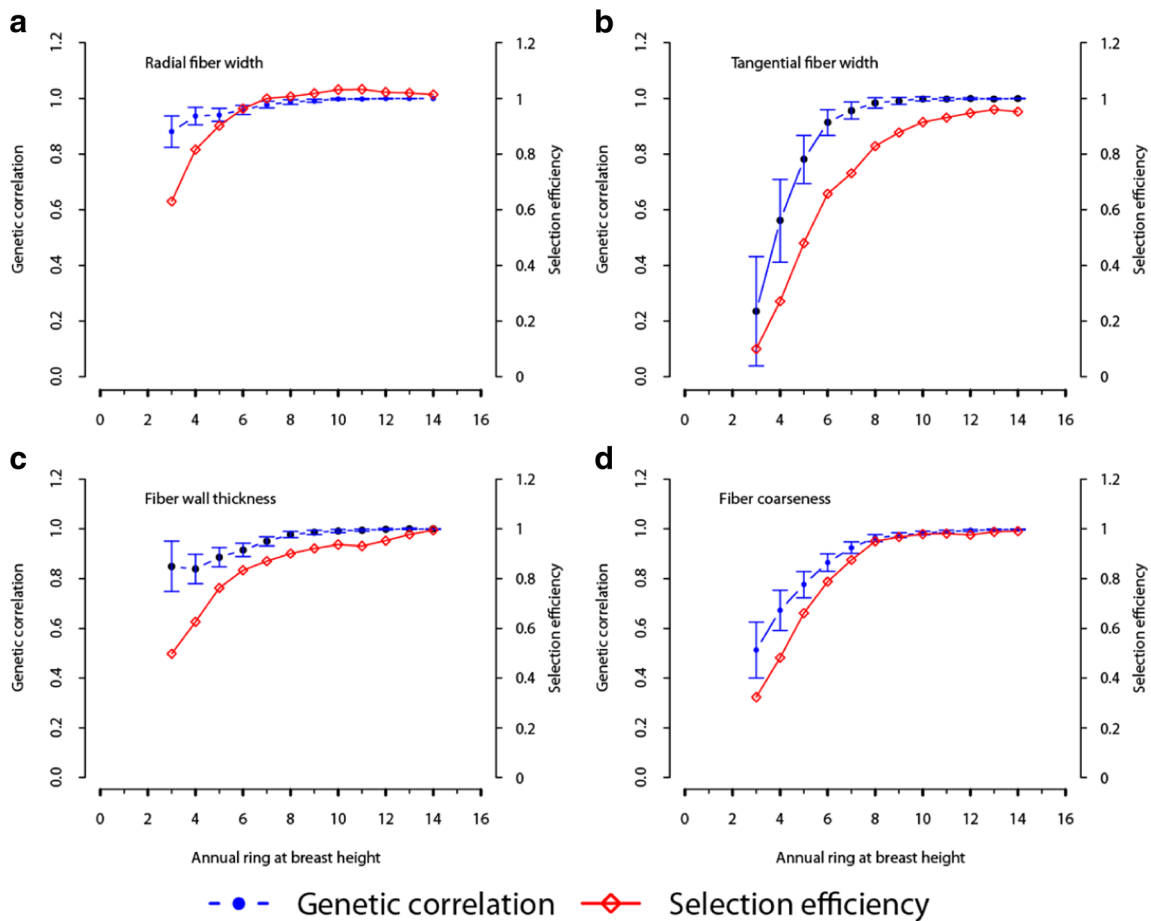 a
Radial fiber width
Genetic correlation
0.0 0.2 0.4 0.6 0.8 1.0 1.2
Selection efficiency
0 0.2 0.4 0.6 0.8 1 1.2
0 2 4 6 8 10 12 14 16
b
Tangential fiber width
Genetic correlation
0.0 0.2 0.4 0.6 0.8 1.0 1.2
Selection efficiency
0 0.2 0.4 0.6 0.8 1 1.2
0 2 4 6 8 10 12 14 16
c
Fiber wall thickness
Genetic correlation
0.0 0.2 0.4 0.6 0.8 1.0 1.2
Selection efficiency
0 0.2 0.4 0.6 0.8 1 1.2
0 2 4 6 8 10 12 14 16
Annual ring at breast height
d
Fiber coarseness
Genetic correlation
0.0 0.2 0.4 0.6 0.8 1.0 1.2
Selection efficiency
0 0.2 0.4 0.6 0.8 1 1.2
0 2 4 6 8 10 12 14 16
Annual ring at breast height
Genetic correlation
Selection efficiency